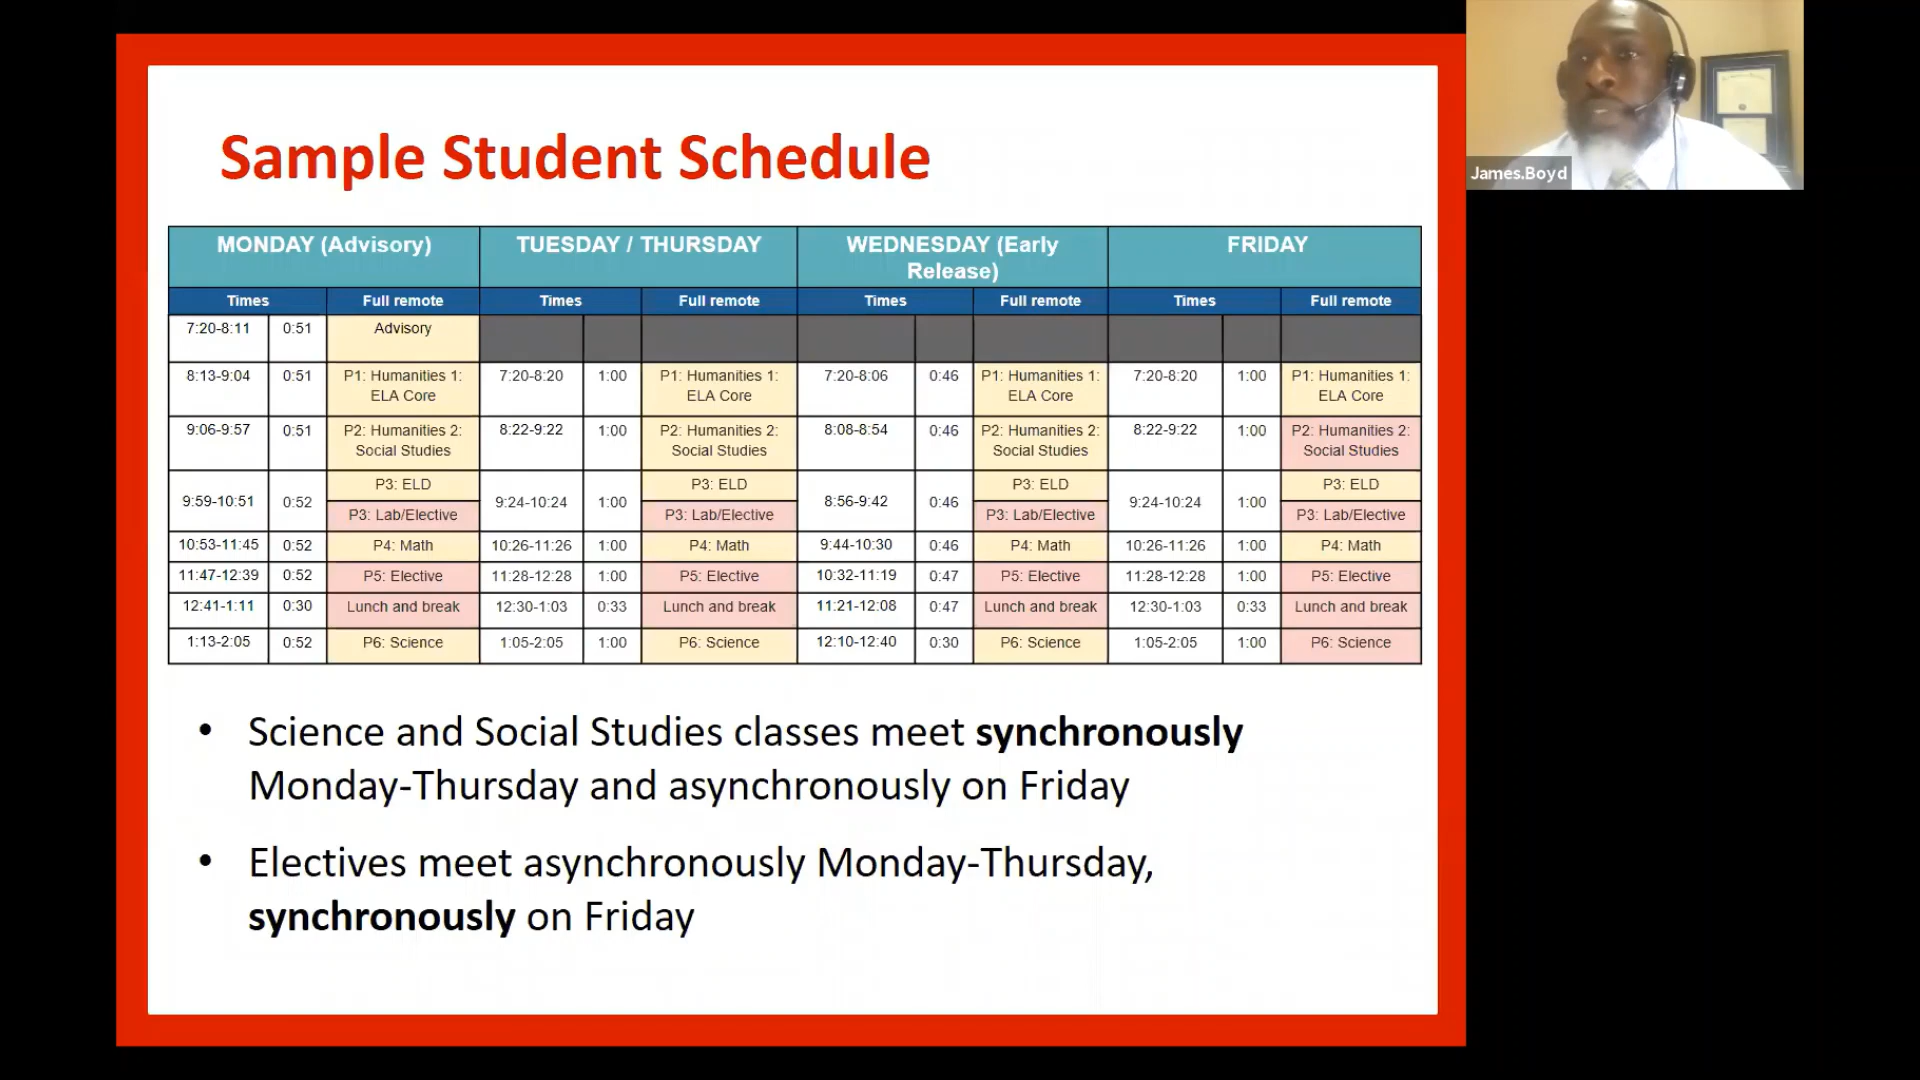 Sample Student Schedule
James.Boyd
MONDAY (Advisory) TUESDAY / THURSDAY WEDNESDAY (Early Release) FRIDAY
Times Full remote Times Full remote Times Full remote Times Full remote
7:20-8:11 0:51 Advisory
8:13-9:04 0:51 P1: Humanities 1: ELA Core 7:20-8:20 1:00 P1: Humanities 1: ELA Core 7:20-8:06 0:46 P1: Humanities 1: ELA Core 7:20-8:20 1:00 P1: Humanities 1: ELA Core
9:06-9:57 0:51 P2: Humanities 2: Social Studies 8:22-9:22 1:00 P2: Humanities 2: Social Studies 8:08-8:54 0:46 P2: Humanities 2: Social Studies 8:22-9:22 1:00 P2: Humanities 2: Social Studies
9:59-10:51 0:52 P3: ELD P3: Lab/Elective 9:24-10:24 1:00 P3: ELD P3: Lab/Elective 8:56-9:42 0:46 P3: ELD P3: Lab/Elective 9:24-10:24 1:00 P3: ELD P3: Lab/Elective
10:53-11:45 0:52 P4: Math 10:26-11:26 1:00 P4: Math 9:44-10:30 0:46 P4: Math 10:26-11:26 1:00 P4: Math
11:47-12:39 0:52 P5: Elective 11:28-12:28 1:00 P5: Elective 10:32-11:19 0:47 P5: Elective 11:28-12:28 1:00 P5: Elective
12:41-1:11 0:30 Lunch and break 12:30-1:03 0:33 Lunch and break 11:21-12:08 0:47 Lunch and break 12:30-1:03 0:33 Lunch and break
1:13-2:05 0:52 P6: Science 1:05-2:05 1:00 P6: Science 12:10-12:40 0:30 P6: Science 1:05-2:05 1:00 P6: Science
• Science and Social Studies classes meet synchronously
Monday-Thursday and asynchronously on Friday
• Electives meet asynchronously Monday-Thursday,
synchronously on Friday